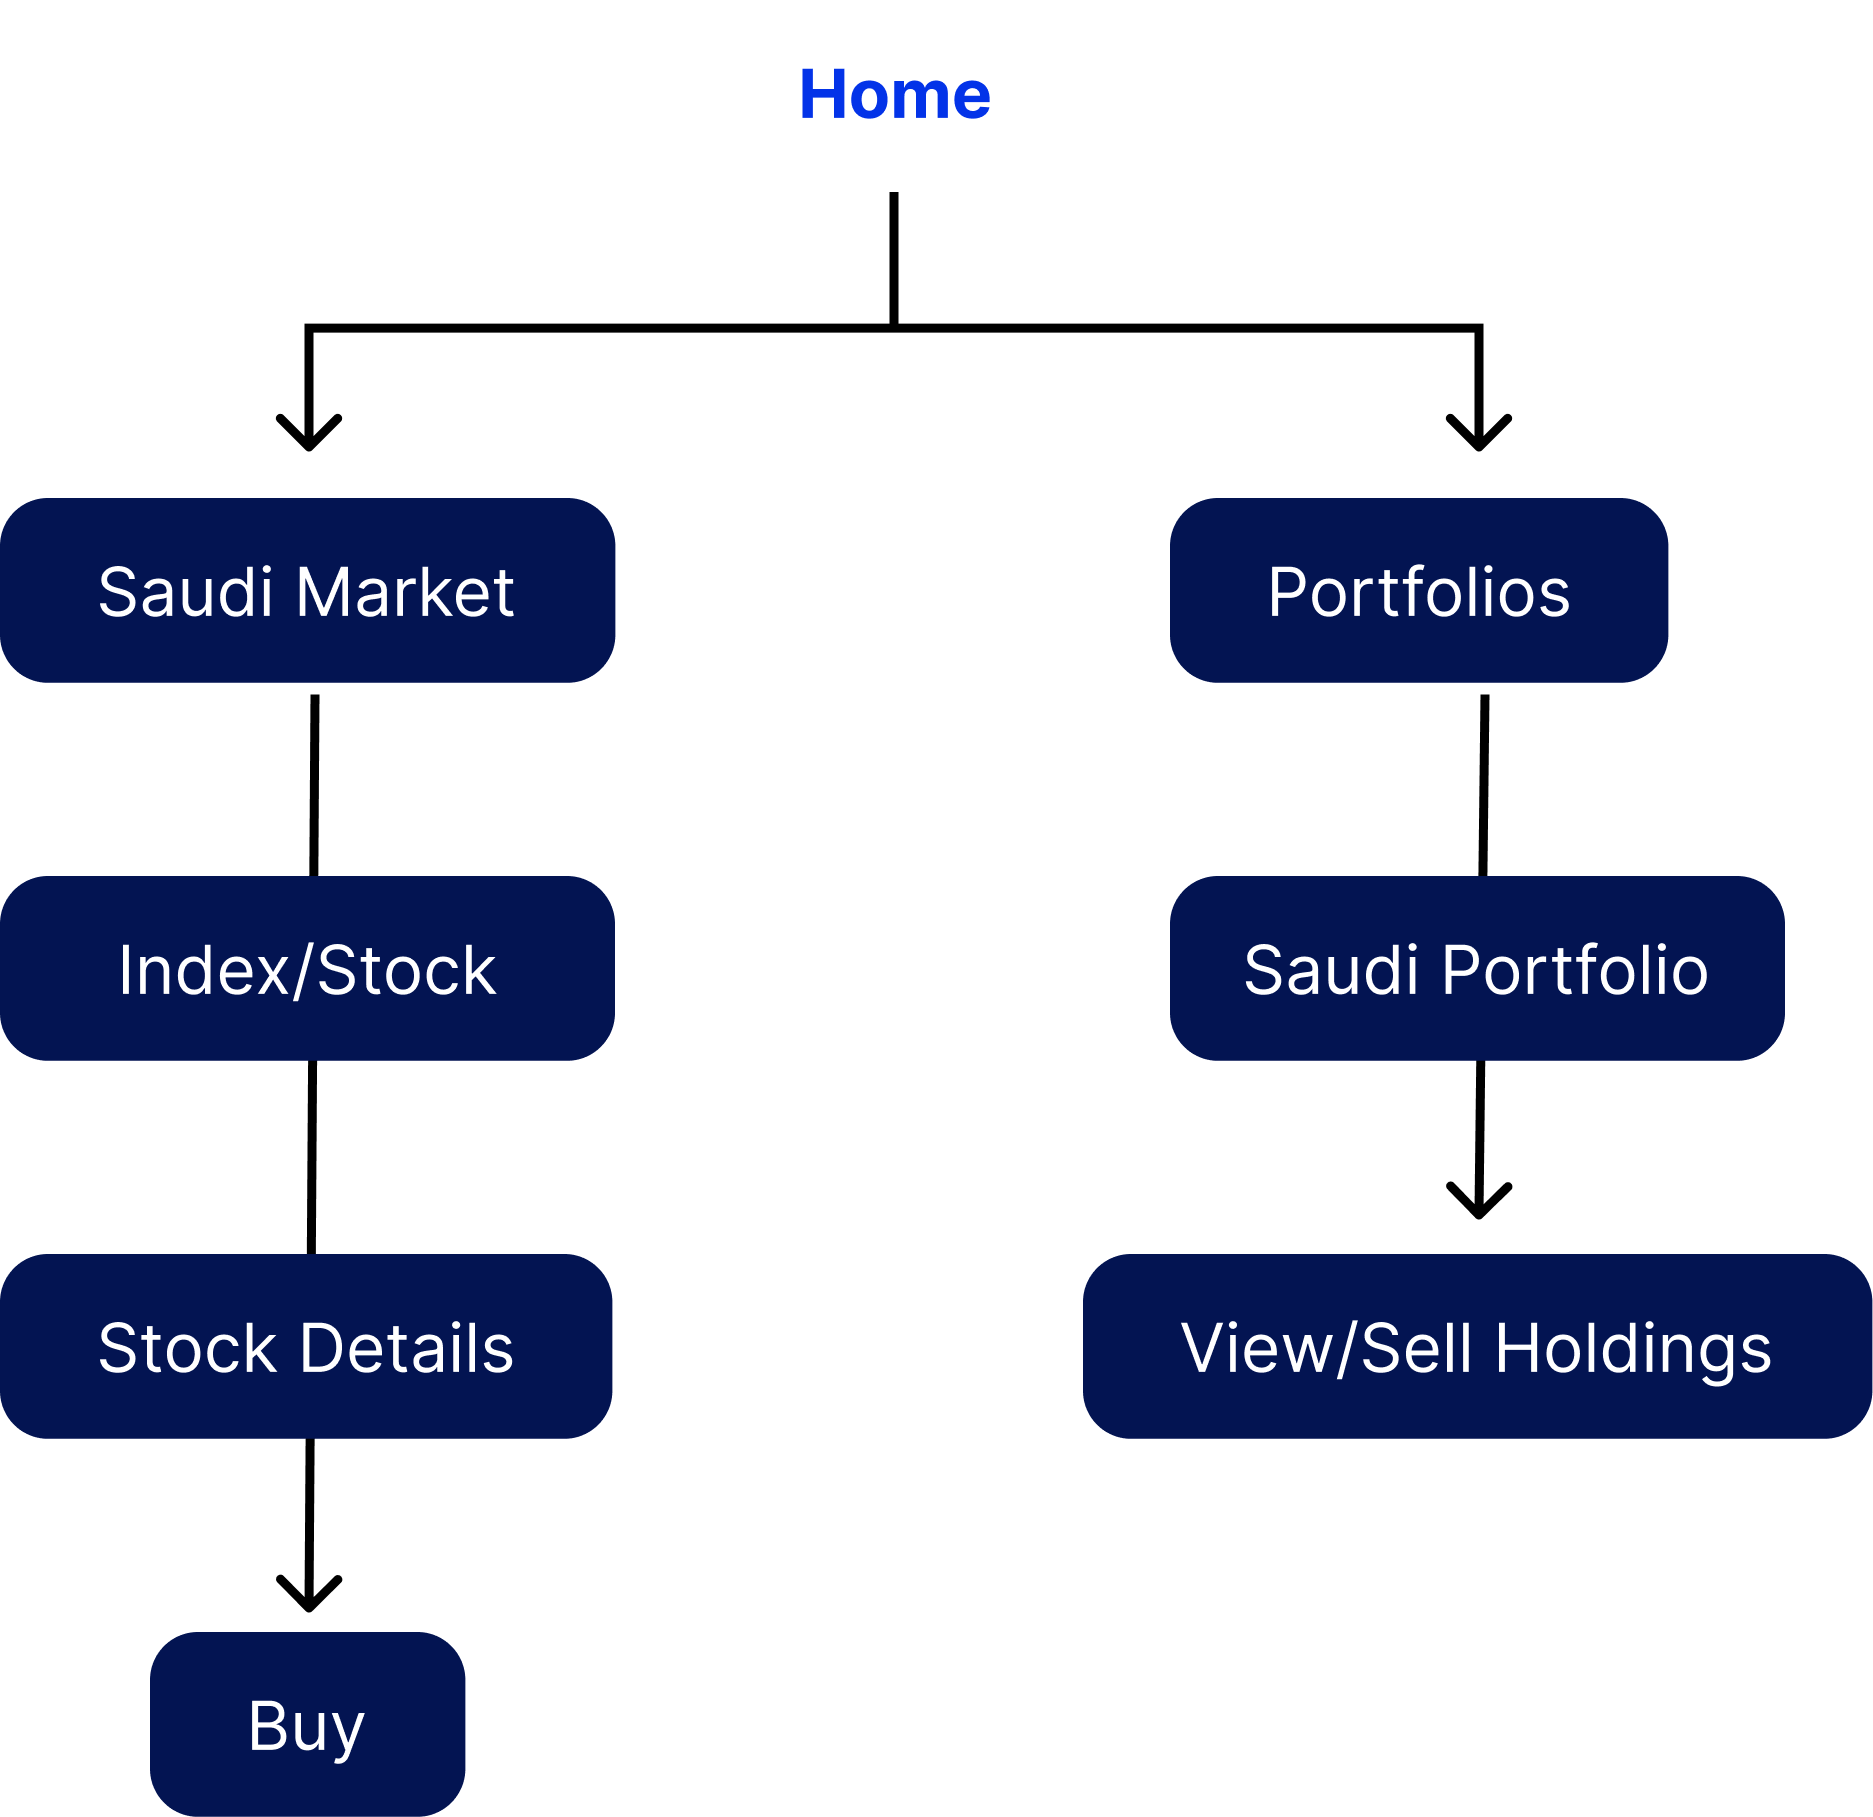 Home
Saudi Market
Portfolios
Index/Stock
Saudi Portfolio
Stock Details
View/Sell Holdings
Buy